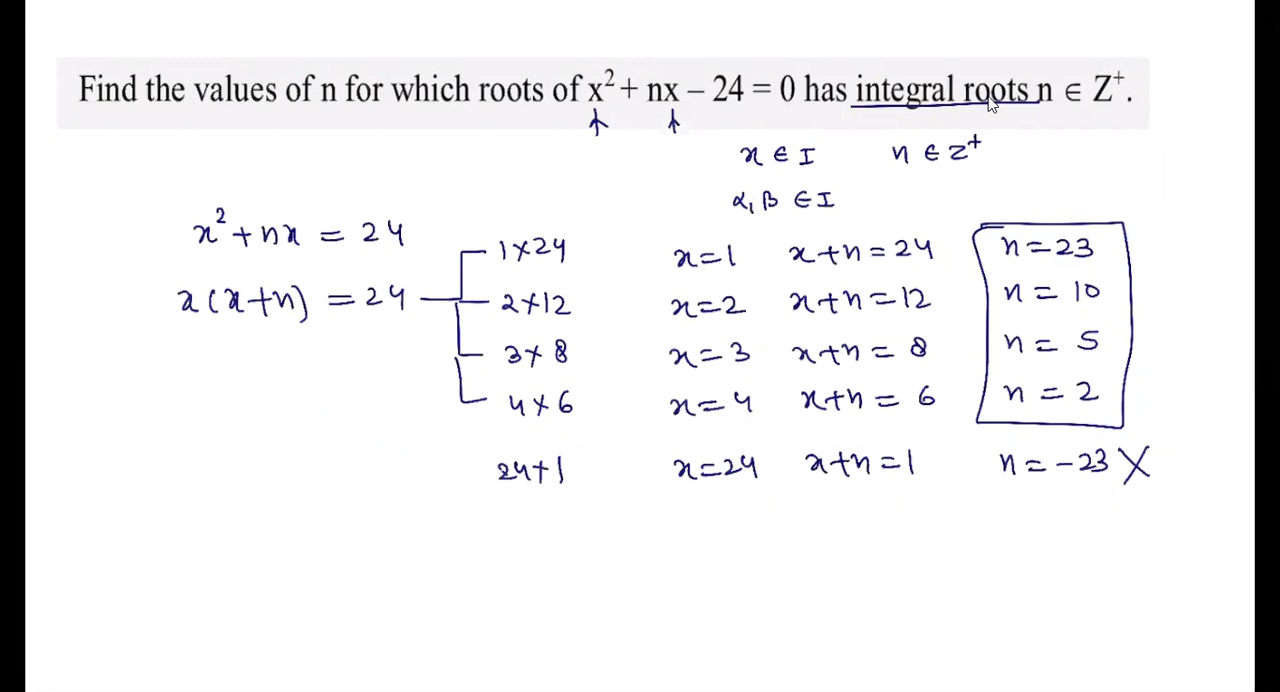 Find the values of n for which roots of x² + nx – 24 = 0 has integral roots n ∈ Z⁺.
x ∈ I n ∈ Z⁺
α, β ∈ I
x² + nx = 24
x(x+n) = 24
1×24 x=1 x+n=24 n=23
2×12 x=2 x+n=12 n=10
3×8 x=3 x+n=8 n=5
4×6 x=4 x+n=6 n=2
24+1 x=24 x+n=1 n=-23 X